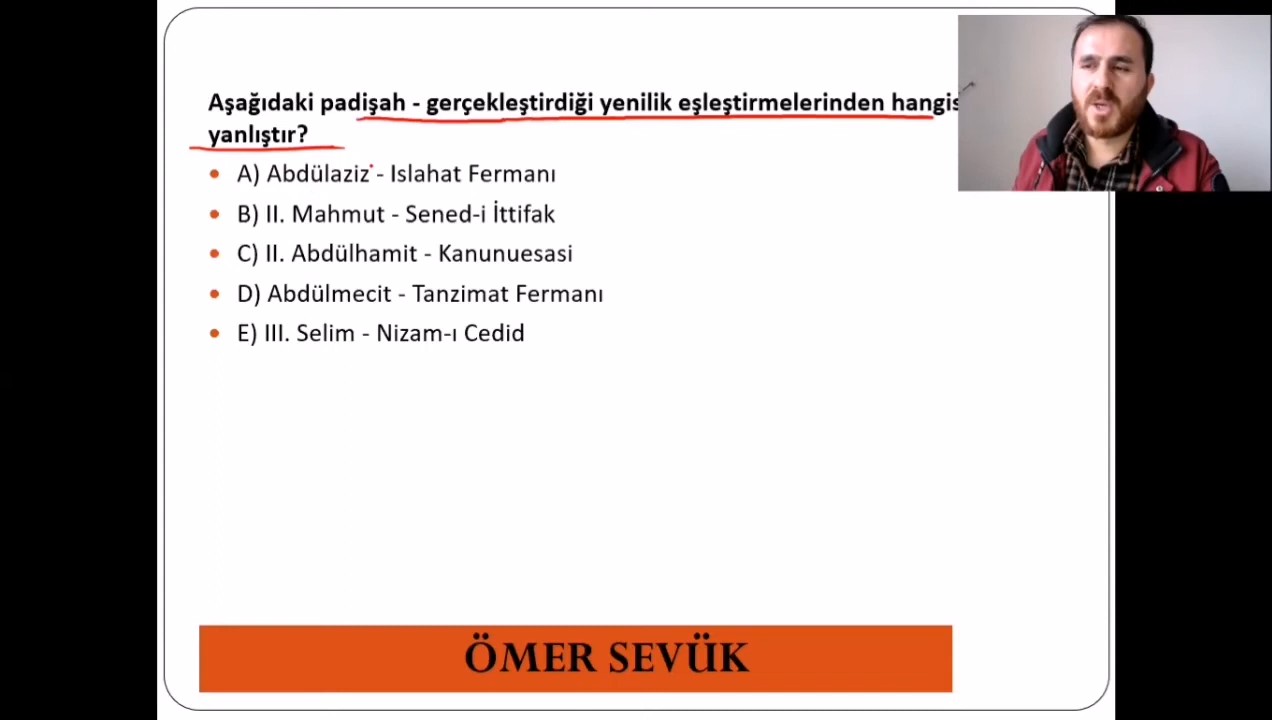 Aşağıdaki padişah - gerçekleştirdiği yenilik eşleştirmelerinden
yanlıştır?
A) Abdülaziz - Islahat Fermanı
B) II. Mahmut - Sened-i İttifak
C) II. Abdülhamit - Kanunuesasi
D) Abdülmecit - Tanzimat Fermanı
E) III. Selim - Nizam-ı Cedid
ÖMER SEVÜK